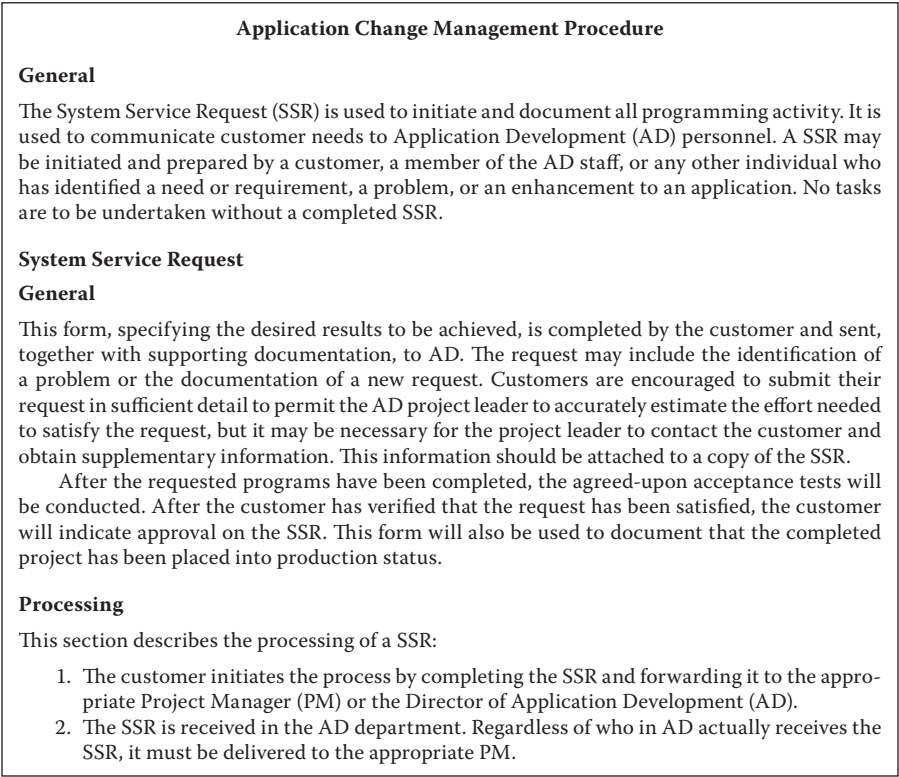 Application Change Management Procedure
General
The System Service Request (SSR) is used to initiate and document all programming activity. It is
used to communicate customer needs to Application Development (AD) personnel. A SSR may
be initiated and prepared by a customer, a member of the AD staff, or any other individual who
has identified a need or requirement, a problem, or an enhancement to an application. No tasks
are to be undertaken without a completed SSR.
System Service Request
General
This form, specifying the desired results to be achieved, is completed by the customer and sent,
together with supporting documentation, to AD. The request may include the identification of
a problem or the documentation of a new request. Customers are encouraged to submit their
request in sufficient detail to permit the AD project leader to accurately estimate the effort needed
to satisfy the request, but it may be necessary for the project leader to contact the customer and
obtain supplementary information. This information should be attached to a copy of the SSR.
After the requested programs have been completed, the agreed-upon acceptance tests will
be conducted. After the customer has verified that the request has been satisfied, the customer
will indicate approval on the SSR. This form will also be used to document that the completed
project has been placed into production status.
Processing
This section describes the processing of a SSR:
1. The customer initiates the process by completing the SSR and forwarding it to the appro-
priate Project Manager (PM) or the Director of Application Development (AD).
2. The SSR is received in the AD department. Regardless of who in AD actually receives the
SSR, it must be delivered to the appropriate PM.